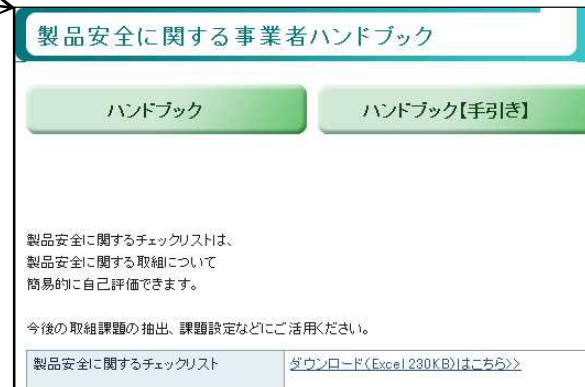 製品安全に関する事業者ハンドブック
ハンドブック
ハンドブック【手引き】
製品安全に関するチェックリストは、
製品安全に関する取組について
簡易的に自己評価できます。
今後の取組課題の抽出、課題設定などにご活用ください。
製品安全に関するチェックリスト
ダウンロード(Excel 230KB)はこちら>>